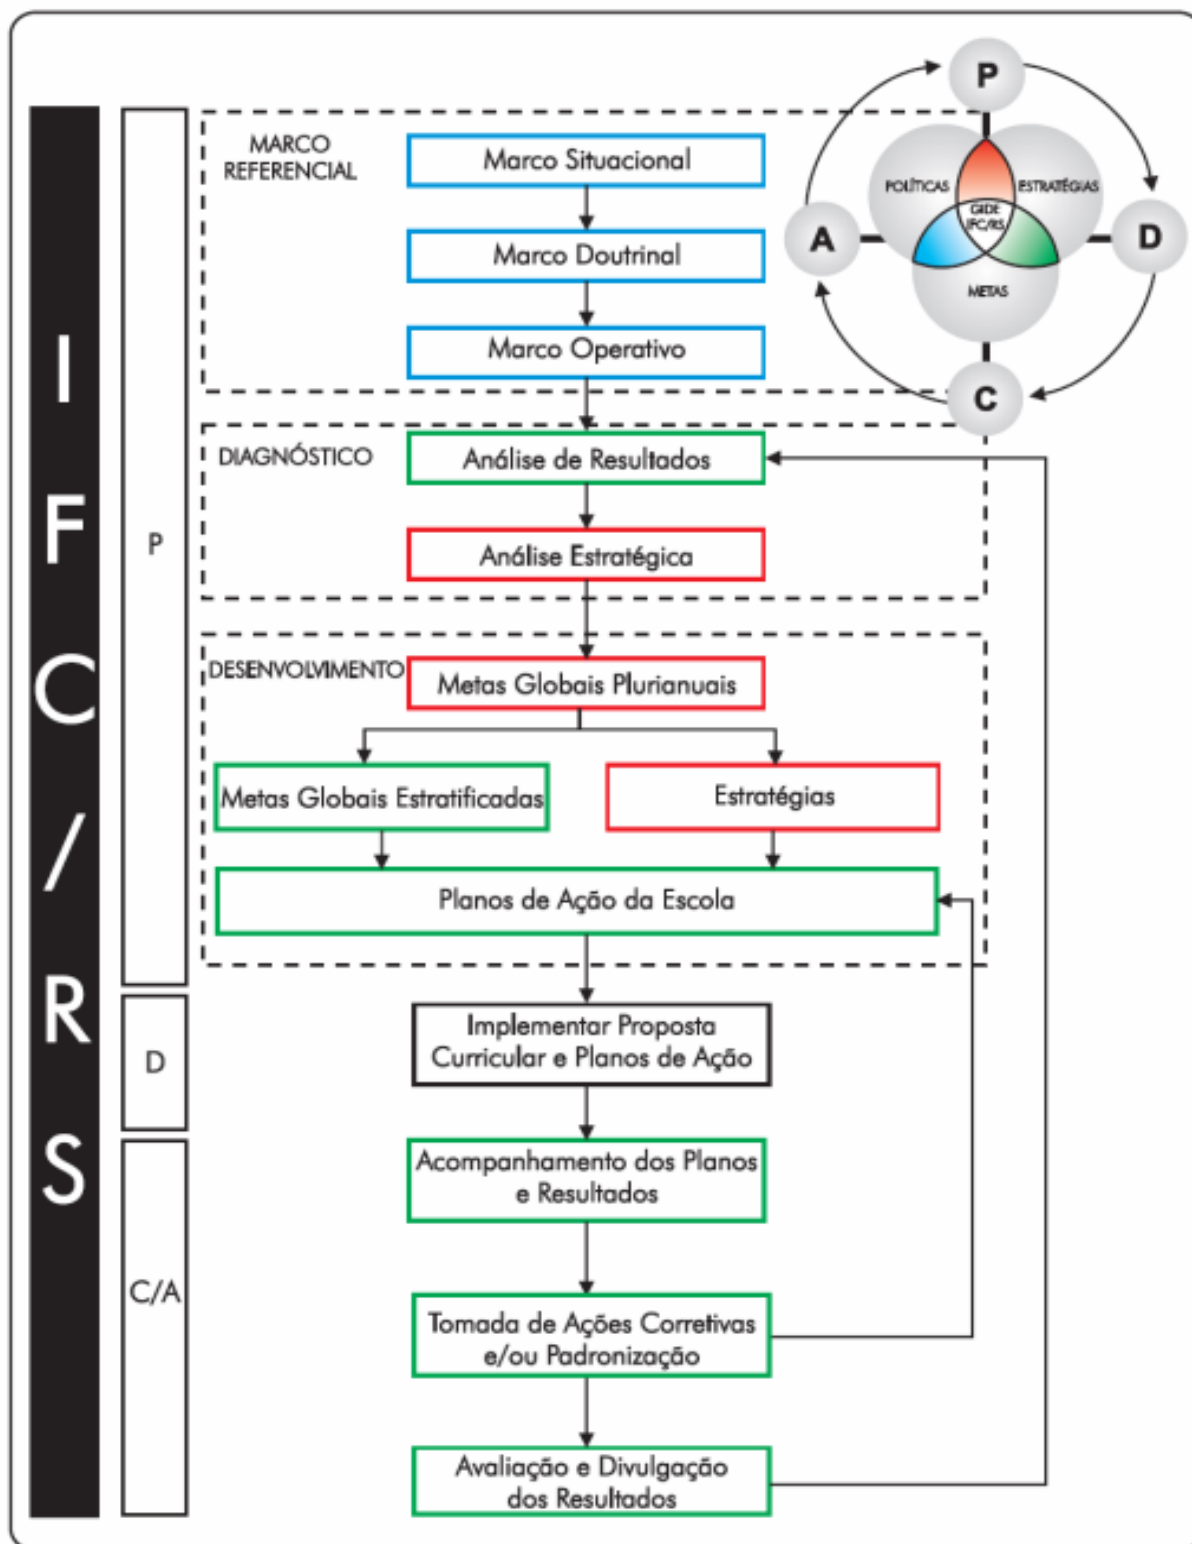 I
F
C
/
R
S
P
D
C/A
MARCO
REFERENCIAL
Marco Situacional
Marco Doutrinal
Marco Operativo
DIAGNÓSTICO
Análise de Resultados
Análise Estratégica
DESENVOLVIMENTO
Metas Globais Plurianuais
Metas Globais Estratificadas
Estratégias
Planos de Ação da Escola
Implementar Proposta
Curricular e Planos de Ação
Acompanhamento dos Planos
e Resultados
Tomada de Ações Corretivas
e/ou Padronização
Avaliação e Divulgação
dos Resultados
P
POLÍTICAS
ESTRATÉGIAS
GIDE
IFC/RS
A
D
METAS
C